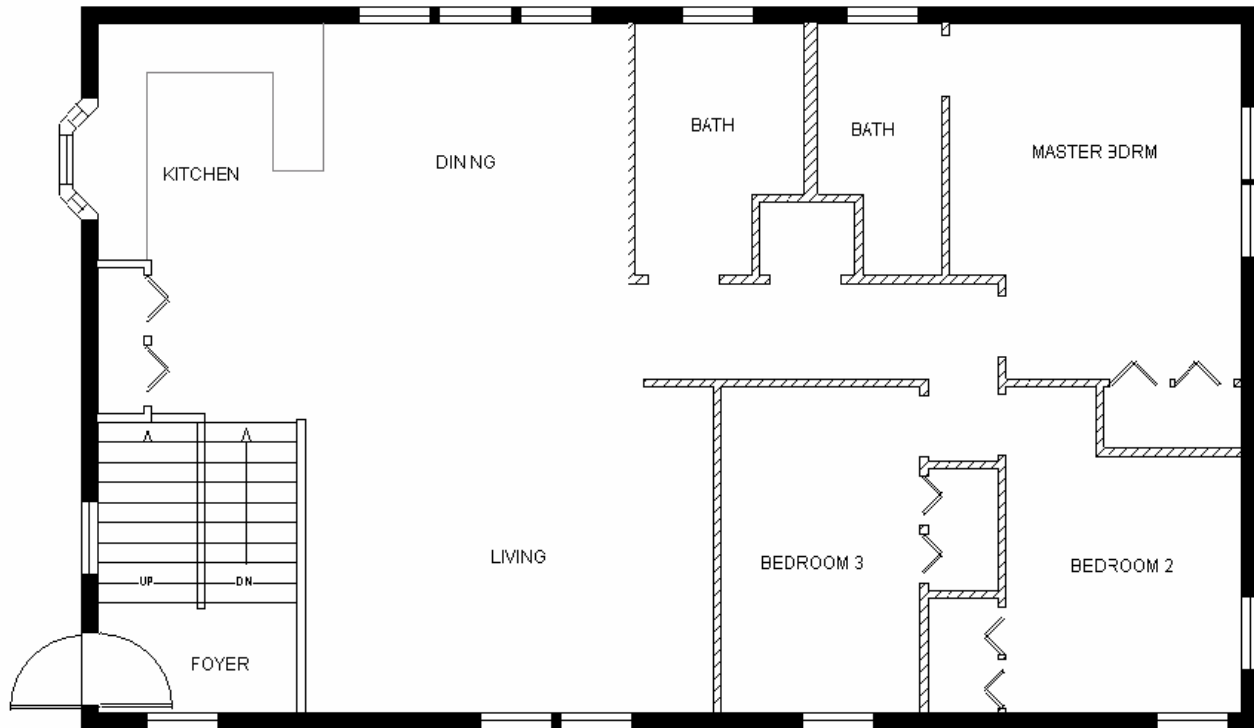 BATH
BATH
MASTER BDRM
DINING
KITCHEN
LIVING
BEDROOM 3
BEDROOM 2
UP
DN
FOYER